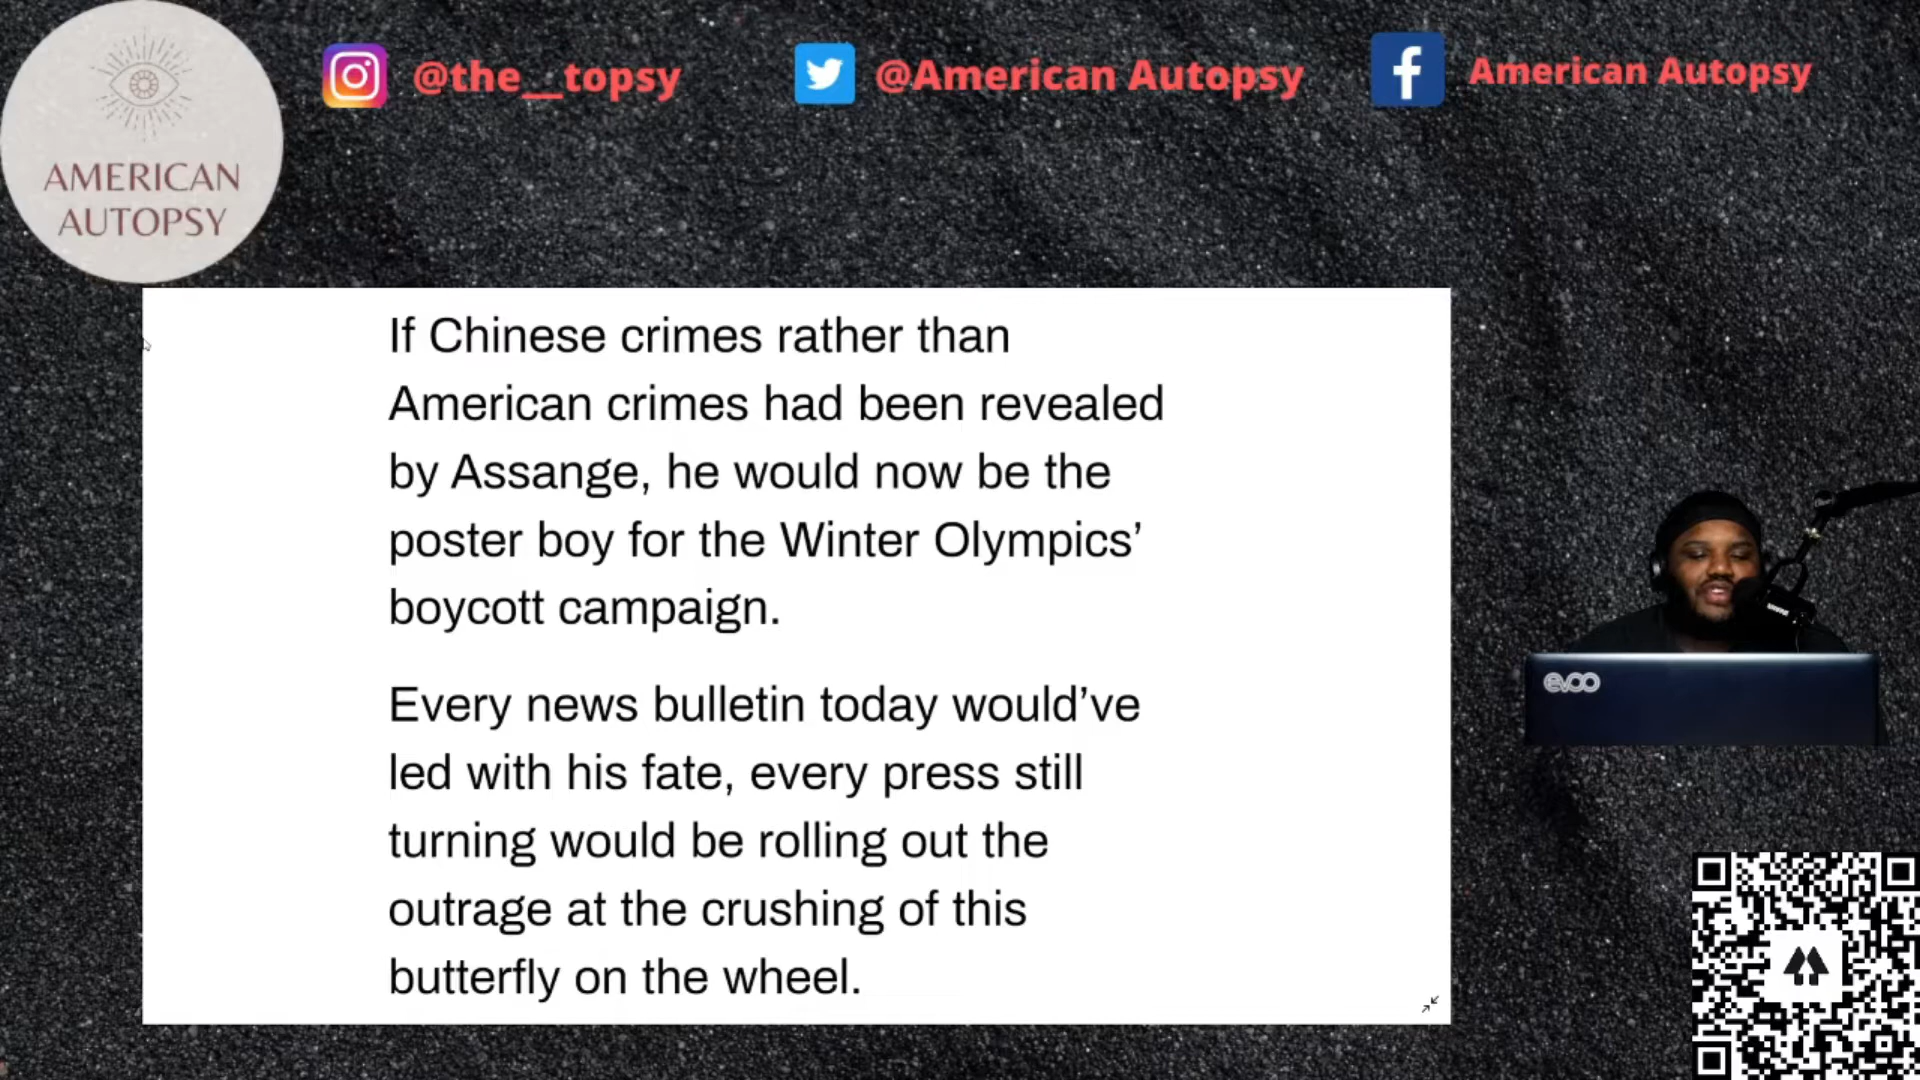 @the__topsy
@American Autopsy
American Autopsy
AMERICAN
AUTOPSY
If Chinese crimes rather than
American crimes had been revealed
by Assange, he would now be the
poster boy for the Winter Olympics’
boycott campaign.
Every news bulletin today would’ve
led with his fate, every press still
turning would be rolling out the
outrage at the crushing of this
butterfly on the wheel.
evoo